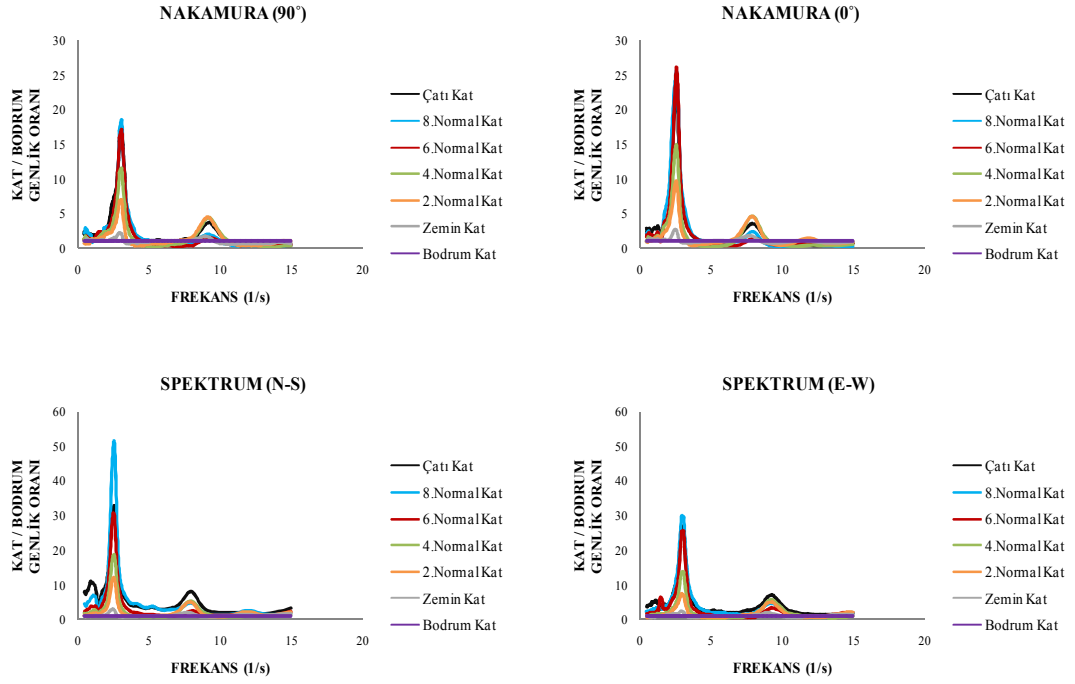 NAKAMURA (90˚)
KAT / BODRUM
GENLİK ORANI
30
25
20
15
10
5
0
0 5 10 15 20
FREKANS (1/s)
Çatı Kat
8.Normal Kat
6.Normal Kat
4.Normal Kat
2.Normal Kat
Zemin Kat
Bodrum Kat
NAKAMURA (0˚)
KAT / BODRUM
GENLİK ORANI
30
25
20
15
10
5
0
0 5 10 15 20
FREKANS (1/s)
Çatı Kat
8.Normal Kat
6.Normal Kat
4.Normal Kat
2.Normal Kat
Zemin Kat
Bodrum Kat
SPEKTRUM (N-S)
KAT / BODRUM
GENLİK ORANI
60
50
40
30
20
10
0
0 5 10 15 20
FREKANS (1/s)
Çatı Kat
8.Normal Kat
6.Normal Kat
4.Normal Kat
2.Normal Kat
Zemin Kat
Bodrum Kat
SPEKTRUM (E-W)
KAT / BODRUM
GENLİK ORANI
60
50
40
30
20
10
0
0 5 10 15 20
FREKANS (1/s)
Çatı Kat
8.Normal Kat
6.Normal Kat
4.Normal Kat
2.Normal Kat
Zemin Kat
Bodrum Kat